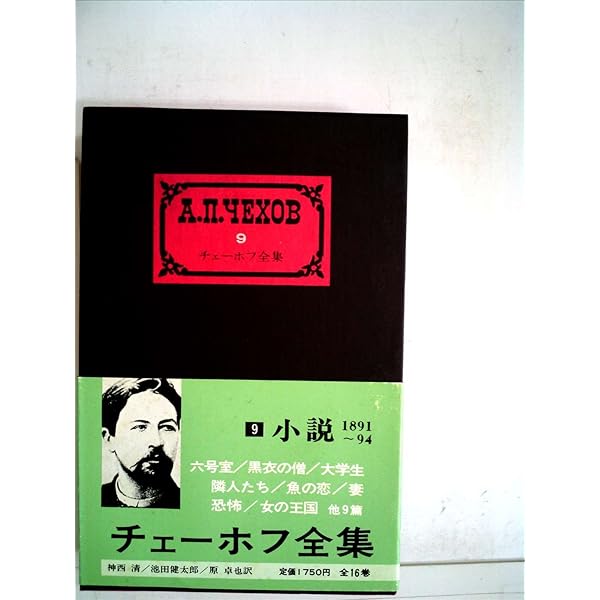 А.П.ЧЕХОВ
9
チェーホフ全集
9 小説 1891～94
六号室／黒衣の僧／大学生
隣人たち／魚の恋／妻
恐怖／女の王国 他9篇
チェーホフ全集
神西 清／池田健太郎／原 卓也訳 定価1750円 全16巻